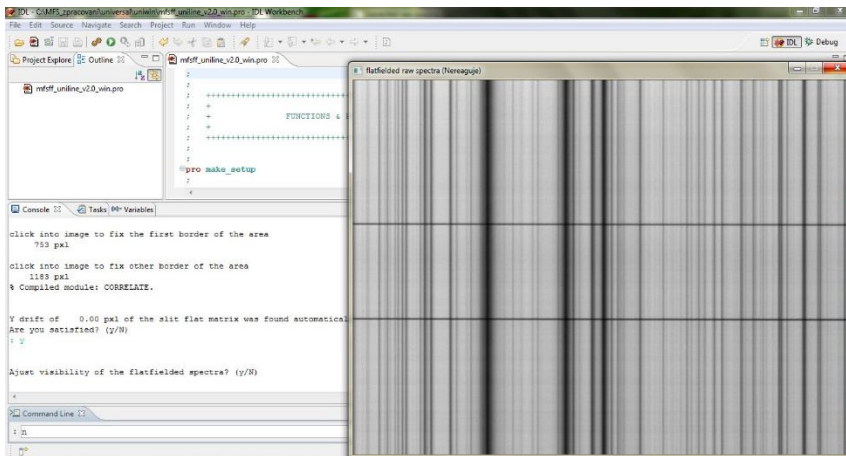 IDL - C:\MFS_zpracovani\universal\uniwin\mfsff_uniline_v2.0_win.pro - IDL Workbench
File Edit Source Navigate Search Project Run Window Help
IDL Debug
Project Explore Outline
mfsff_uniline_v2.0_win.pro
mfsff_uniline_v2.0_win.pro
;
;
; ++++++++++++++++++++++++++++
; +
; + FUNCTIONS &
; +
; ++++++++++++++++++++++++++++
;
;
pro make_setup
;
flatfielded raw spectra (Nereaguje)
Console Tasks Variables
click into image to fix the first border of the area
753 pxl
click into image to fix other border of the area
1183 pxl
% Compiled module: CORRELATE.
Y drift of 0.00 pxl of the slit flat matrix was found automatical
Are you satisfied? (y/N)
: y
Ajust visibility of the flatfielded spectra? (y/N)
Command Line
: n